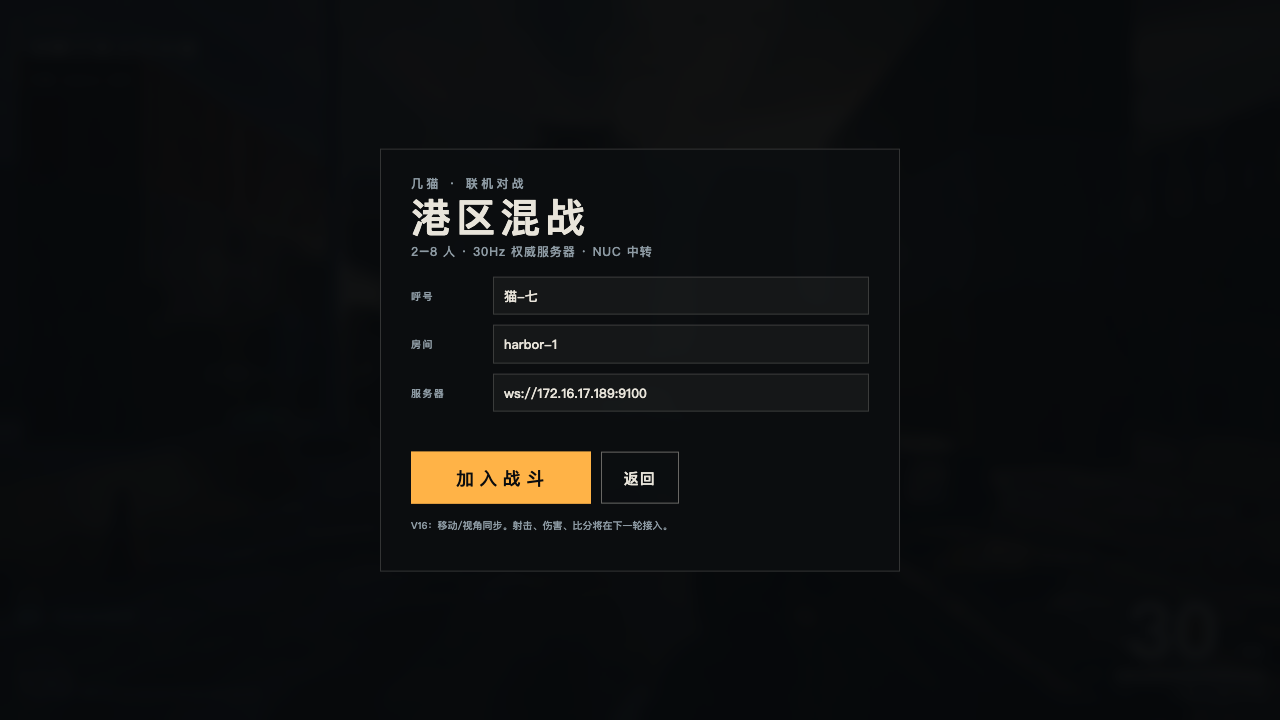 几猫 · 联机对战
港区混战
2—8 人 · 30Hz 权威服务器 · NUC 中转
呼号 猫-七
房间 harbor-1
服务器 ws://172.16.17.189:9100
加入战斗 返回
V16：移动/视角同步。射击、伤害、比分将在下一轮接入。
30